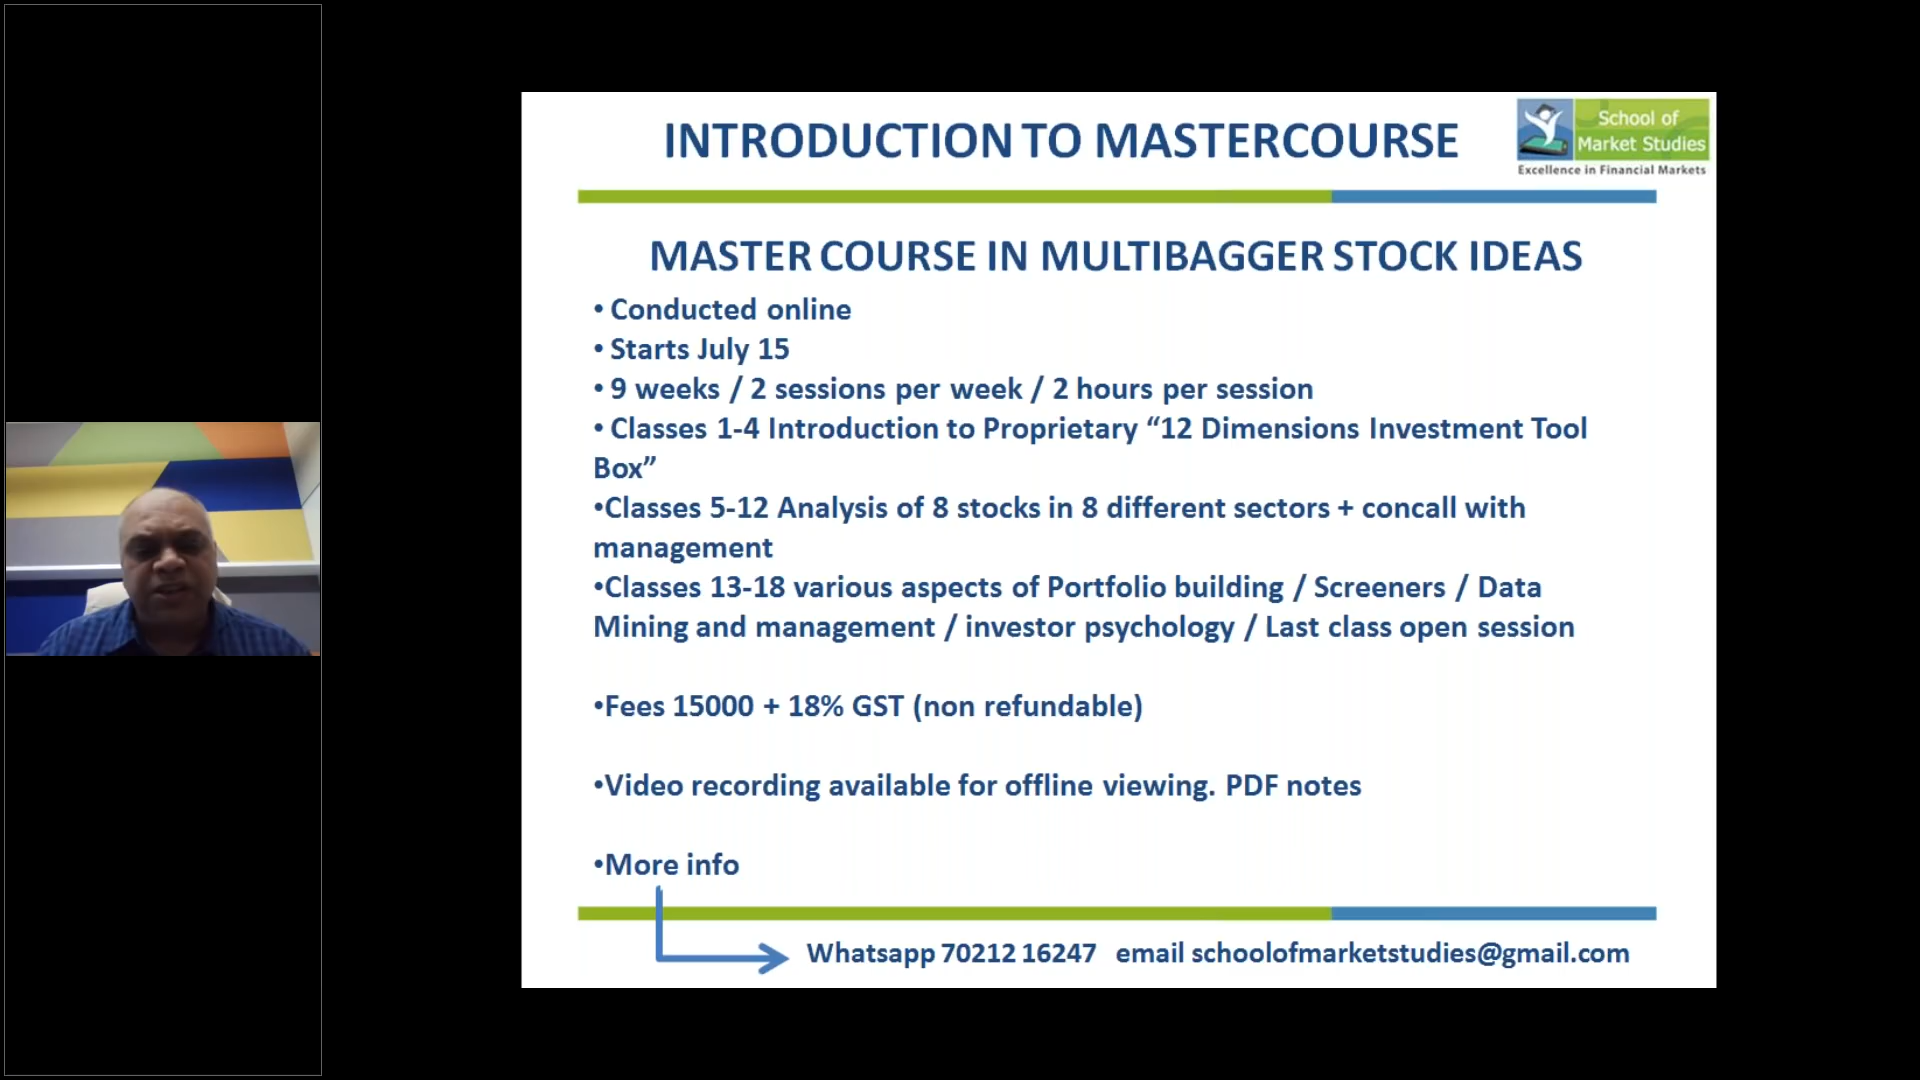 INTRODUCTION TO MASTERCOURSE
School of
Market Studies
Excellence in Financial Markets
MASTER COURSE IN MULTIBAGGER STOCK IDEAS
• Conducted online
• Starts July 15
• 9 weeks / 2 sessions per week / 2 hours per session
• Classes 1-4 Introduction to Proprietary “12 Dimensions Investment Tool
Box”
•Classes 5-12 Analysis of 8 stocks in 8 different sectors + concall with
management
•Classes 13-18 various aspects of Portfolio building / Screeners / Data
Mining and management / investor psychology / Last class open session
•Fees 15000 + 18% GST (non refundable)
•Video recording available for offline viewing. PDF notes
•More info
Whatsapp 70212 16247 email schoolofmarketstudies@gmail.com